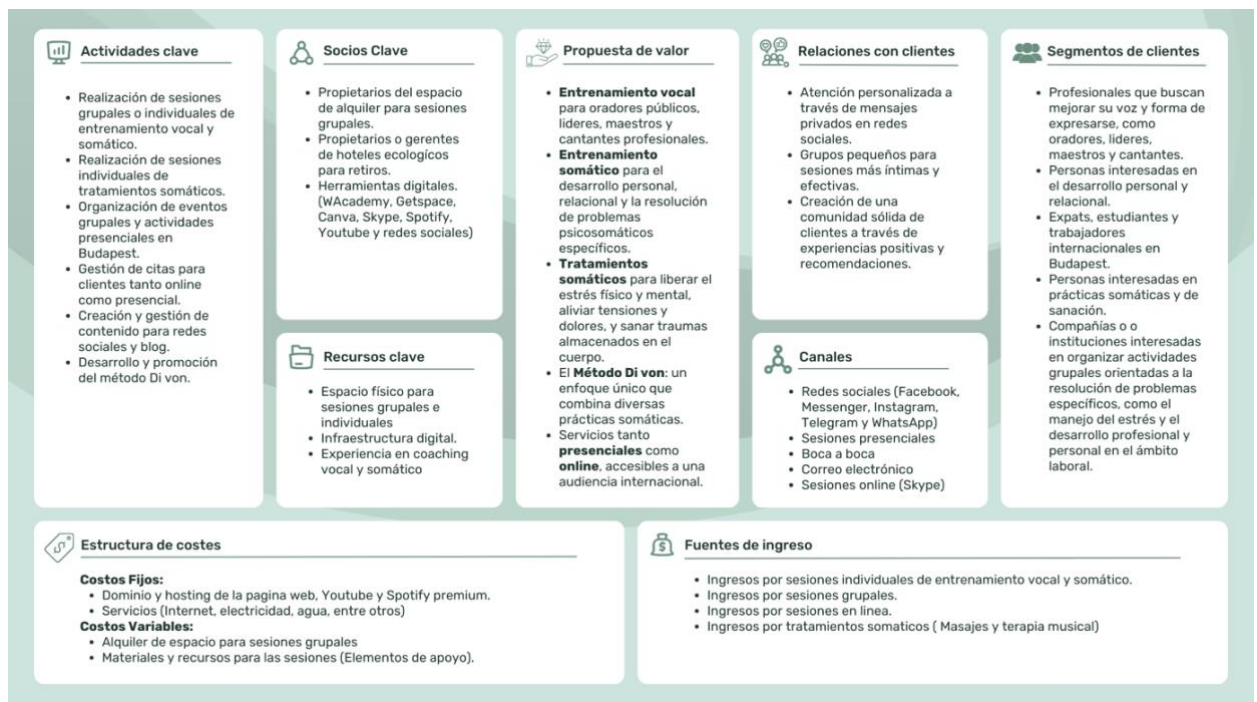 Actividades clave
Realización de sesiones
grupales o individuales de
entrenamiento vocal y
somático.
Realización de sesiones
individuales de
tratamientos somáticos.
Organización de eventos
grupales y actividades
presenciales en
Budapest.
Gestión de citas para
clientes tanto online
como presencial.
Creación y gestión de
contenido para redes
sociales y blog.
Desarrollo y promoción
del método Di von.
Socios Clave
Propietarios del espacio
de alquiler para sesiones
grupales.
Propietarios o gerentes
de hoteles ecologícos
para retiros.
Herramientas digitales.
(WAcademy, Getspace,
Canva, Skype, Spotify,
Youtube y redes sociales)
Recursos clave
Espacio físico para
sesiones grupales e
individuales
Infraestructura digital.
Experiencia en coaching
vocal y somático
Propuesta de valor
Entrenamiento vocal
para oradores públicos,
lideres, maestros y
cantantes profesionales.
Entrenamiento
somático para el
desarrollo personal,
relacional y la resolución
de problemas
psicosomáticos
específicos.
Tratamientos
somáticos para liberar el
estrés físico y mental,
aliviar tensiones y
dolores, y sanar traumas
almacenados en el
cuerpo.
El Método Di von: un
enfoque único que
combina diversas
prácticas somáticas.
Servicios tanto
presenciales como
online, accesibles a una
audiencia internacional.
Relaciones con clientes
Atención personalizada a
través de mensajes
privados en redes
sociales.
Grupos pequeños para
sesiones más íntimas y
efectivas.
Creación de una
comunidad sólida de
clientes a través de
experiencias positivas y
recomendaciones.
Canales
Redes sociales (Facebook,
Messenger, Instagram,
Telegram y WhatsApp)
Sesiones presenciales
Boca a boca
Correo electrónico
Sesiones online (Skype)
Segmentos de clientes
Profesionales que buscan
mejorar su voz y forma de
expresarse, como
oradores, lideres,
maestros y cantantes.
Personas interesadas en
el desarrollo personal y
relacional.
Expats, estudiantes y
trabajadores
internacionales en
Budapest.
Personas interesadas en
prácticas somáticas y de
sanación.
Compañías o o
instituciones interesadas
en organizar actividades
grupales orientadas a la
resolución de problemas
específicos, como el
manejo del estrés y el
desarrollo profesional y
personal en el ámbito
laboral.
Estructura de costes
Costos Fijos:
Dominio y hosting de la pagina web, Youtube y Spotify premium.
Servicios (Internet, electricidad, agua, entre otros)
Costos Variables:
Alquiler de espacio para sesiones grupales
Materiales y recursos para las sesiones (Elementos de apoyo).
Fuentes de ingreso
Ingresos por sesiones individuales de entrenamiento vocal y somático.
Ingresos por sesiones grupales.
Ingresos por sesiones en linea.
Ingresos por tratamientos somaticos ( Masajes y terapia musical)